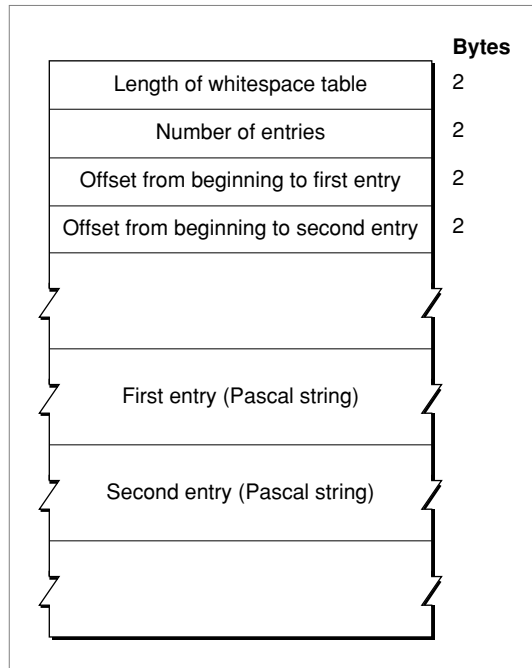 Bytes
Length of whitespace table 2
Number of entries 2
Offset from beginning to first entry 2
Offset from beginning to second entry 2
First entry (Pascal string)
Second entry (Pascal string)